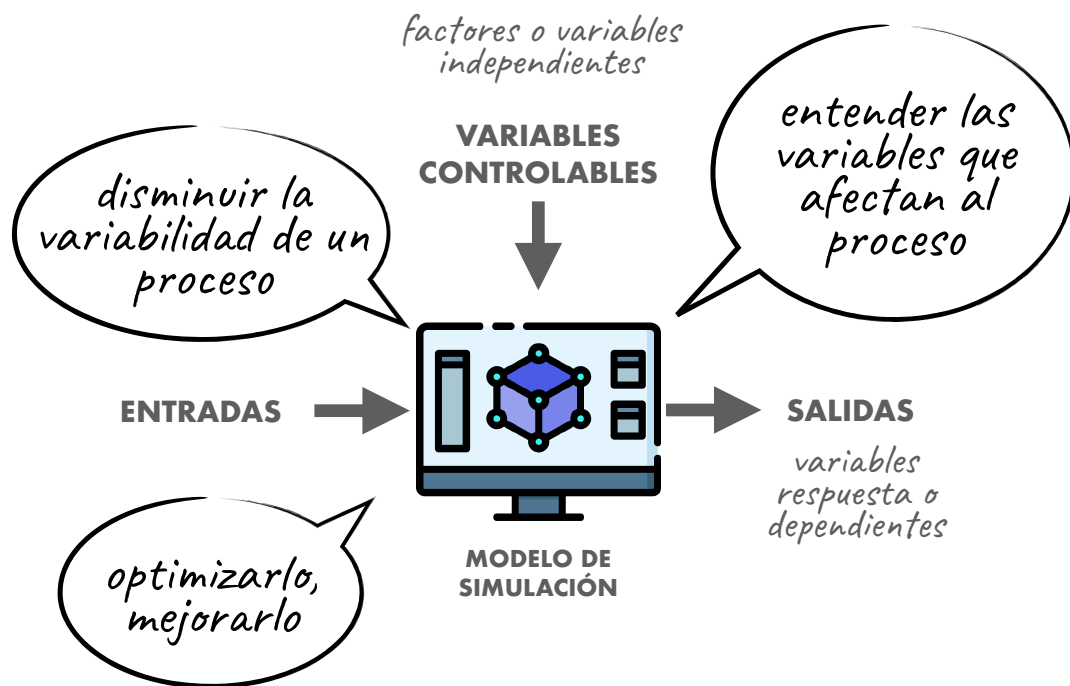 factores o variables
independientes
VARIABLES
CONTROLABLES
entender las
variables que
afectan al
proceso
disminuir la
variabilidad de un
proceso
ENTRADAS
SALIDAS
variables
respuesta o
dependientes
MODELO DE
SIMULACIÓN
optimizarlo,
mejorarlo